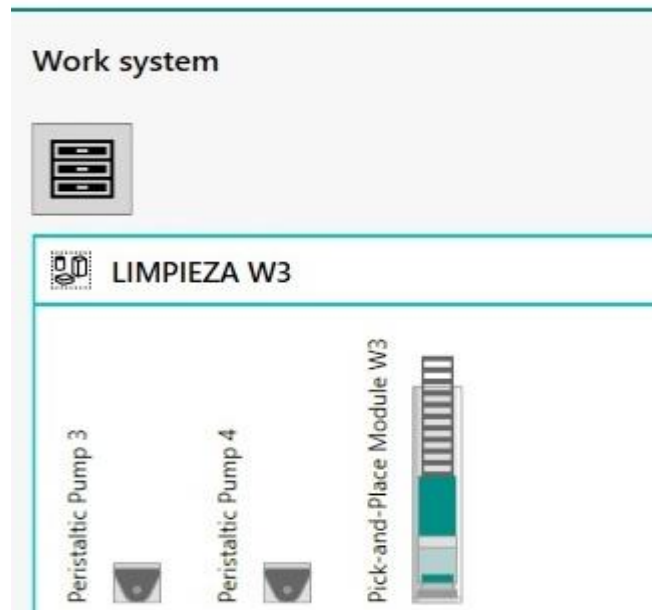 Work system
LIMPIEZA W3
Peristaltic Pump 3
Peristaltic Pump 4
Pick-and-Place Module W3